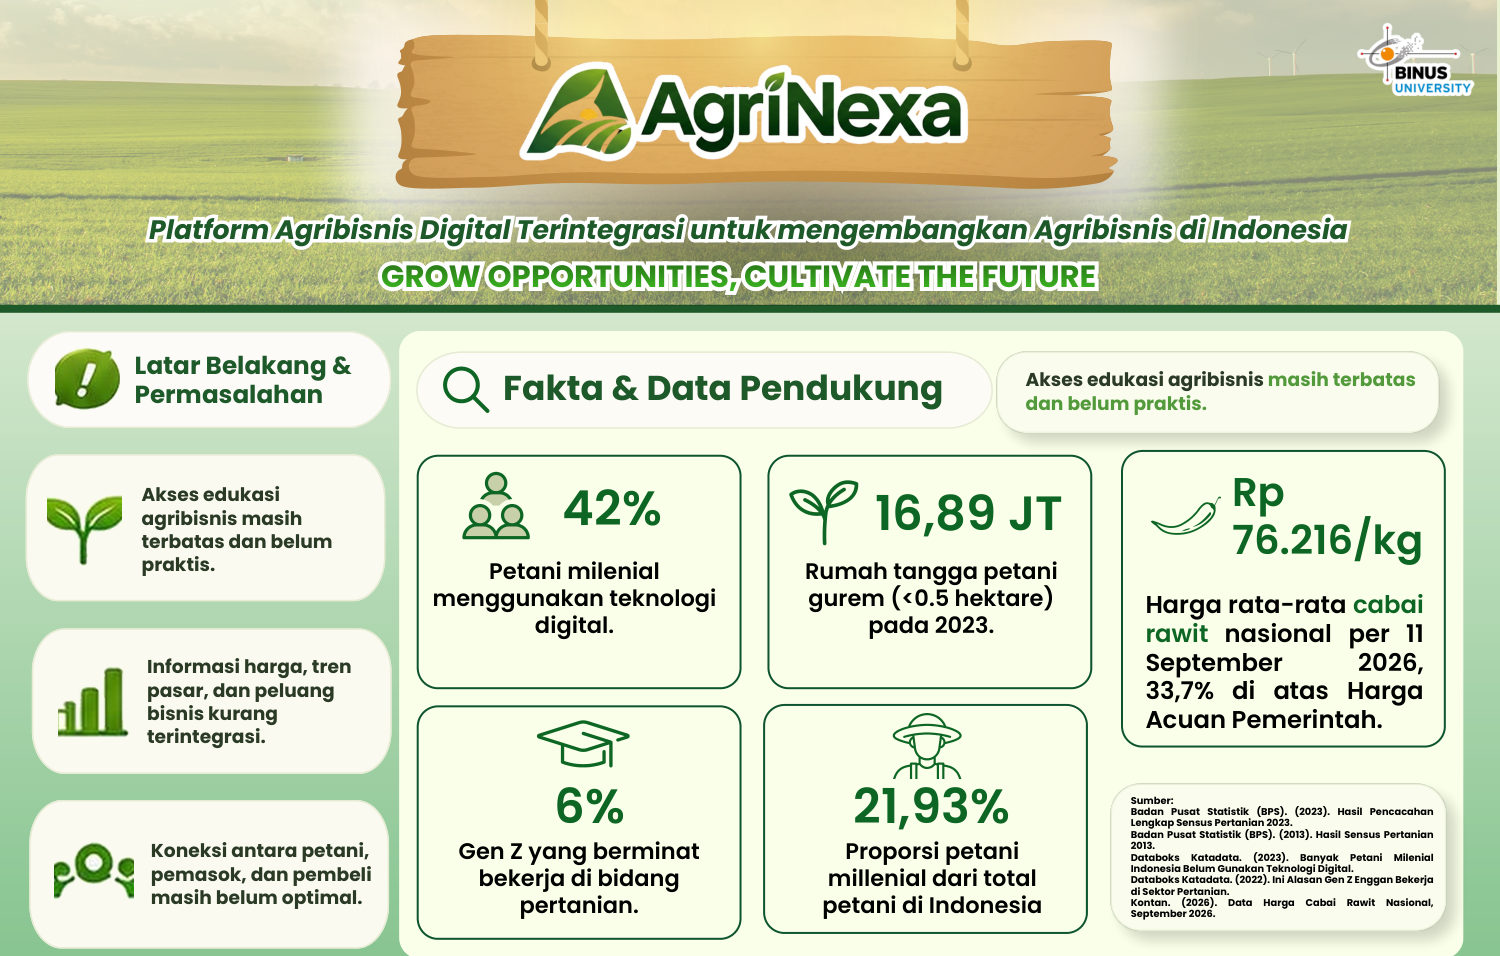 AgriNexa
BINUS
UNIVERSITY
Platform Agribisnis Digital Terintegrasi untuk mengembangkan Agribisnis di Indonesia
GROW OPPORTUNITIES, CULTIVATE THE FUTURE
Latar Belakang &
Permasalahan
Akses edukasi
agribisnis masih
terbatas dan belum
praktis.
Informasi harga, tren
pasar, dan peluang
bisnis kurang
terintegrasi.
Koneksi antara petani,
pemasok, dan pembeli
masih belum optimal.
Fakta & Data Pendukung
Akses edukasi agribisnis masih terbatas
dan belum praktis.
42%
Petani milenial
menggunakan teknologi
digital.
16,89 JT
Rumah tangga petani
gurem (<0.5 hektare)
pada 2023.
Rp
76.216/kg
Harga rata-rata cabai
rawit nasional per 11
September 2026,
33,7% di atas Harga
Acuan Pemerintah.
6%
Gen Z yang berminat
bekerja di bidang
pertanian.
21,93%
Proporsi petani
millenial dari total
petani di Indonesia
Sumber:
Badan Pusat Statistik (BPS). (2023). Hasil Pencacahan
Lengkap Sensus Pertanian 2023.
Badan Pusat Statistik (BPS). (2013). Hasil Sensus Pertanian
2013.
Databoks Katadata. (2023). Banyak Petani Milenial
Indonesia Belum Gunakan Teknologi Digital.
Databoks Katadata. (2022). Ini Alasan Gen Z Enggan Bekerja
di Sektor Pertanian.
Kontan. (2026). Data Harga Cabai Rawit Nasional,
September 2026.